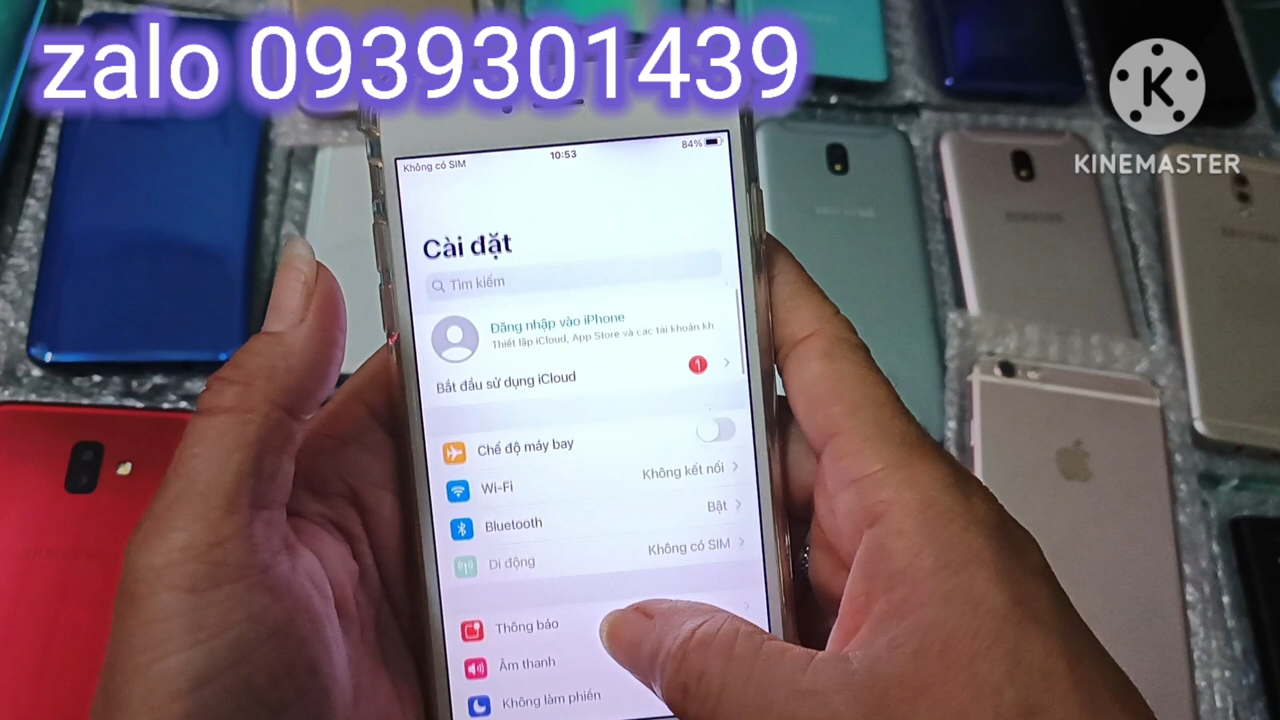 zalo 0939301439
KINEMASTER
Không có SIM
10:53
84%
Cài đặt
Tìm kiếm
Đăng nhập vào iPhone
Thiết lập iCloud, App Store và các tài khoản kh
Bắt đầu sử dụng iCloud
1
Chế độ máy bay
Wi-Fi
Không kết nối
Bluetooth
Bật
Di động
Không có SIM
Thông báo
Âm thanh
Không làm phiền